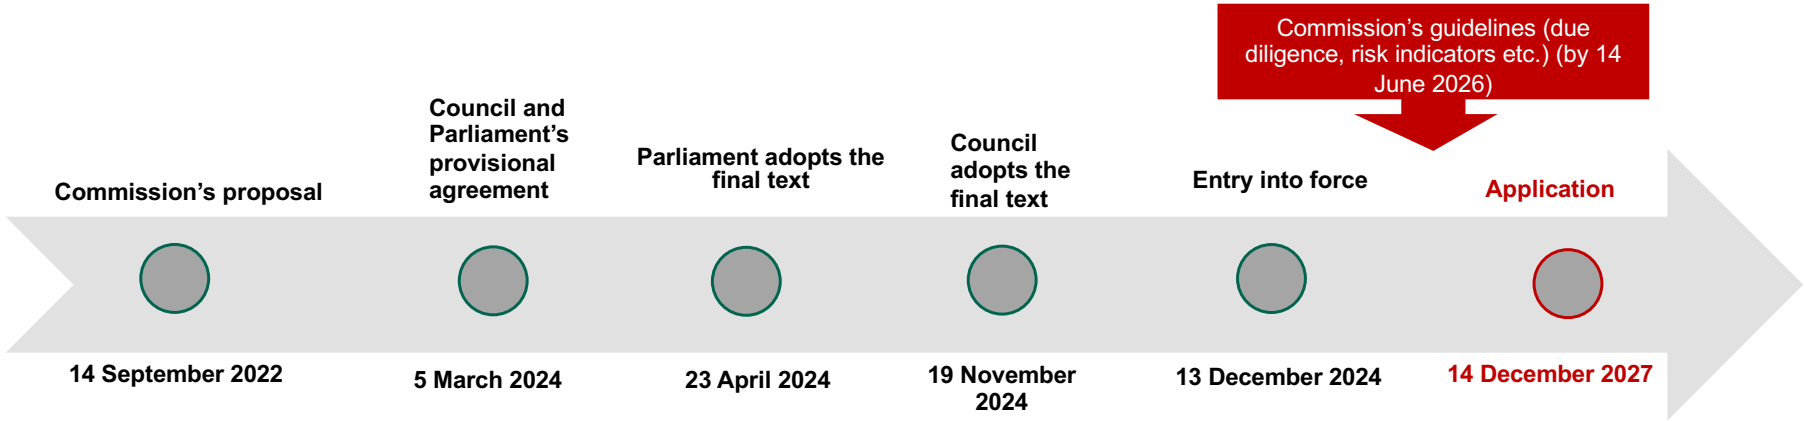 Commission’s guidelines (due
diligence, risk indicators etc.) (by 14
June 2026)
Commission’s proposal
Council and
Parliament’s
provisional
agreement
Parliament adopts the
final text
Council
adopts the
final text
Entry into force
Application
14 September 2022
5 March 2024
23 April 2024
19 November
2024
13 December 2024
14 December 2027